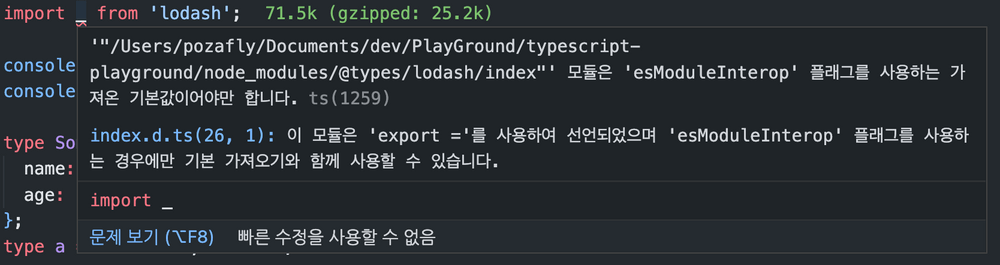 import _ from 'lodash'; 71.5k (gzipped: 25.2k)
'"/Users/pozafly/Documents/dev/PlayGround/typescript-
console playground/node_modules/@types/lodash/index"' 모듈은 'esModuleInterop' 플래그를 사용하는 가
console 져온 기본값이어야만 합니다. ts(1259)
type So index.d.ts(26, 1): 이 모듈은 'export ='를 사용하여 선언되었으며 'esModuleInterop' 플래그를 사용하
name: 는 경우에만 기본 가져오기와 함께 사용할 수 있습니다.
age: import _
}; 문제 보기 (⌥F8) 빠른 수정을 사용할 수 없음
type a